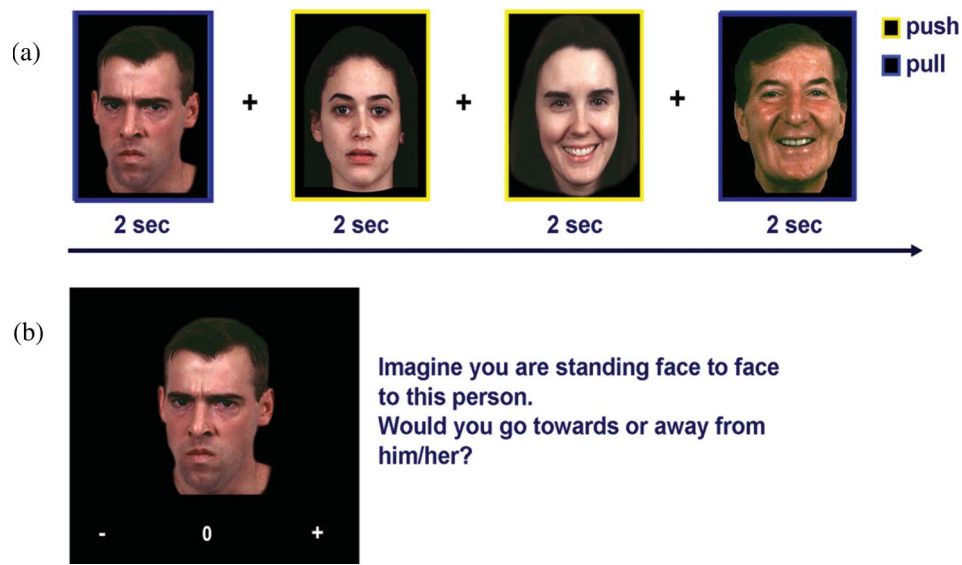 (a)
+
+
+
push
pull
2 sec
2 sec
2 sec
2 sec
(b)
Imagine you are standing face to face
to this person.
Would you go towards or away from
him/her?
- 0 +